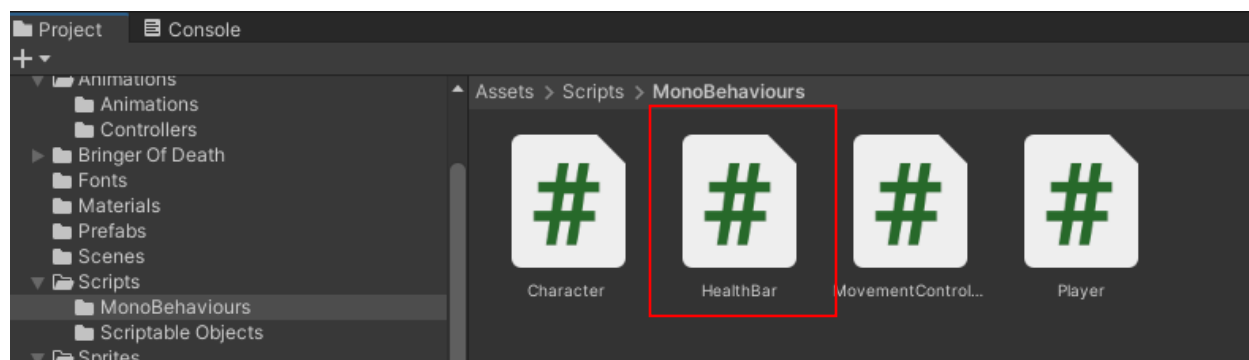 Project Console
Animations
Animations
Controllers
Bringer Of Death
Fonts
Materials
Prefabs
Scenes
Scripts
MonoBehaviours
Scriptable Objects
Sprites
Assets > Scripts > MonoBehaviours
Character HealthBar MovementControl... Player